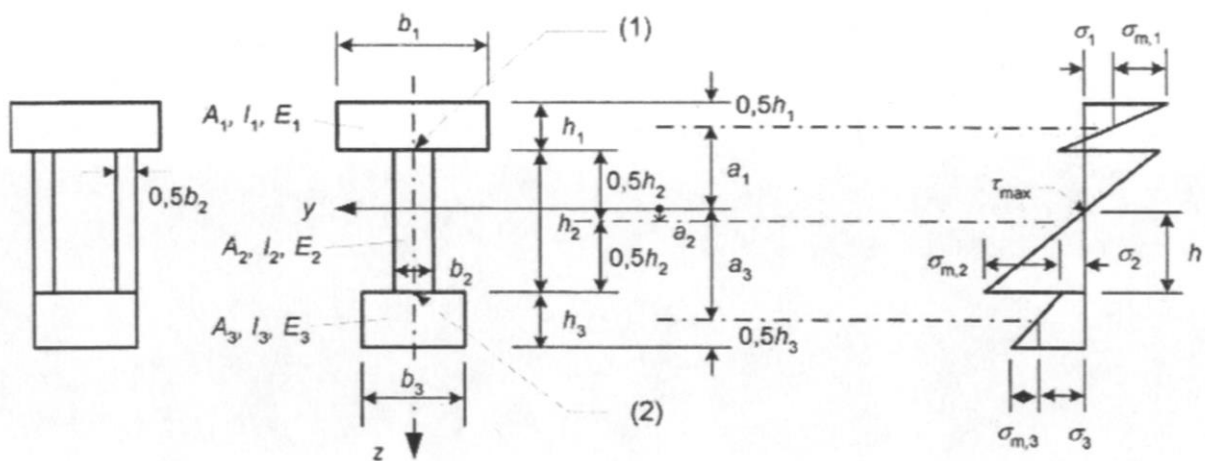 b₁
(1)
σ₁
σₘ,₁
A₁, I₁, E₁
h₁
0,5h₁
0,5b₂
y
0,5h₂
a₁
τₘₐₓ
h₂
a₂
A₂, I₂, E₂
b₂
0,5h₂
a₃
σₘ,₂
σ₂
h
A₃, I₃, E₃
h₃
0,5h₃
b₃
(2)
z
σₘ,₃
σ₃